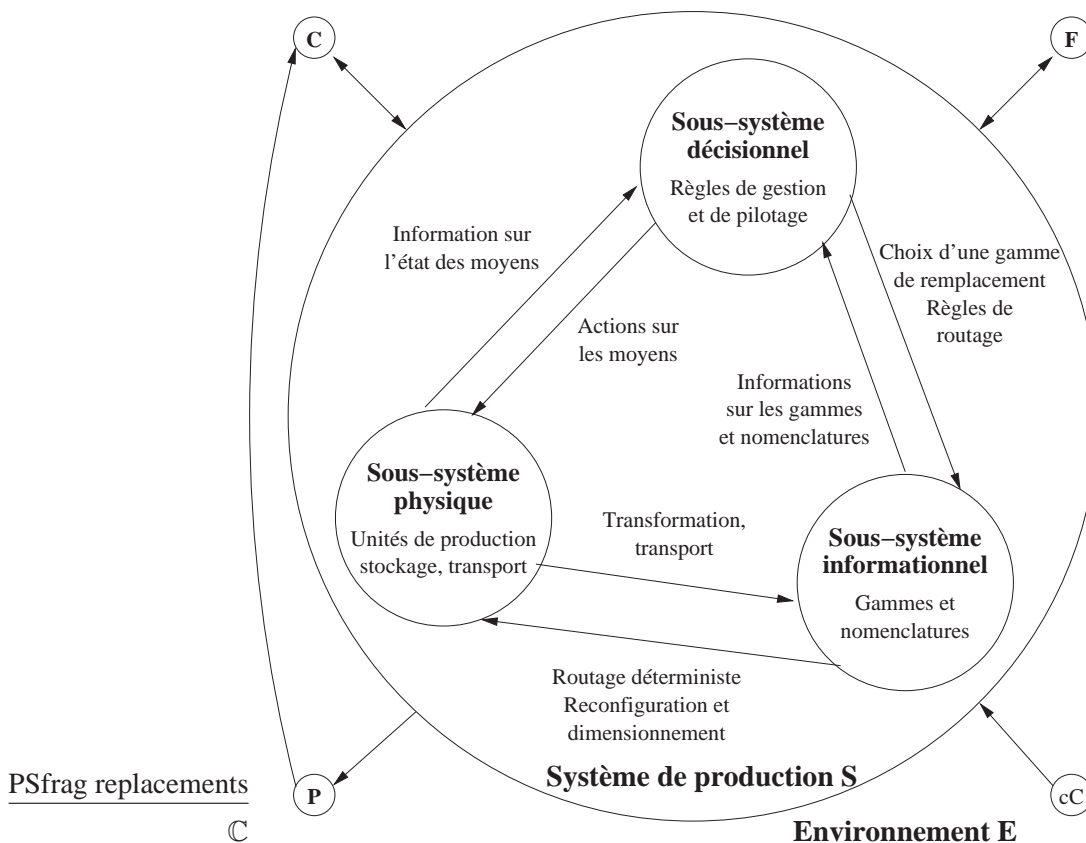 C
F
Sous−système
décisionnel
Règles de gestion
et de pilotage
Information sur
l'état des moyens
Choix d'une gamme
de remplacement
Règles de
routage
Actions sur
les moyens
Informations
sur les gammes
et nomenclatures
Sous−système
physique
Unités de production
stockage, transport
Transformation,
transport
Sous−système
informationnel
Gammes et
nomenclatures
Routage déterministe
Reconfiguration et
dimensionnement
Système de production S
PSfrag replacements
P
cC
ℂ
Environnement E